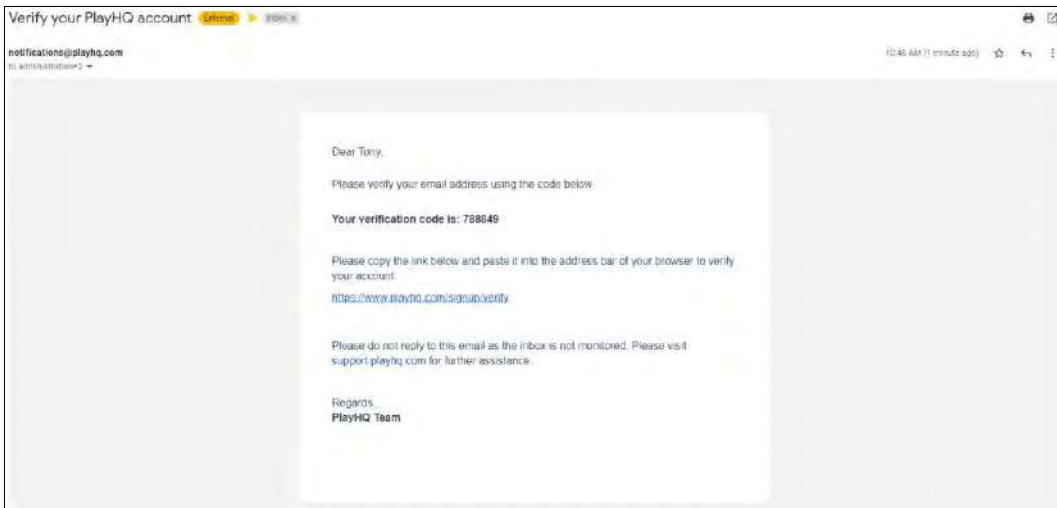 Verify your PlayHQ account External Inbox x
notifications@playhq.com
10:46 AM (1 minute ago)
to administration+2
Dear Tony,
Please verify your email address using the code below
Your verification code is: 788849
Please copy the link below and paste it into the address bar of your browser to verify
your account.
https://www.playhq.com/signup/verify
Please do not reply to this email as the inbox is not monitored. Please visit
support.playhq.com for further assistance.
Regards,
PlayHQ Team